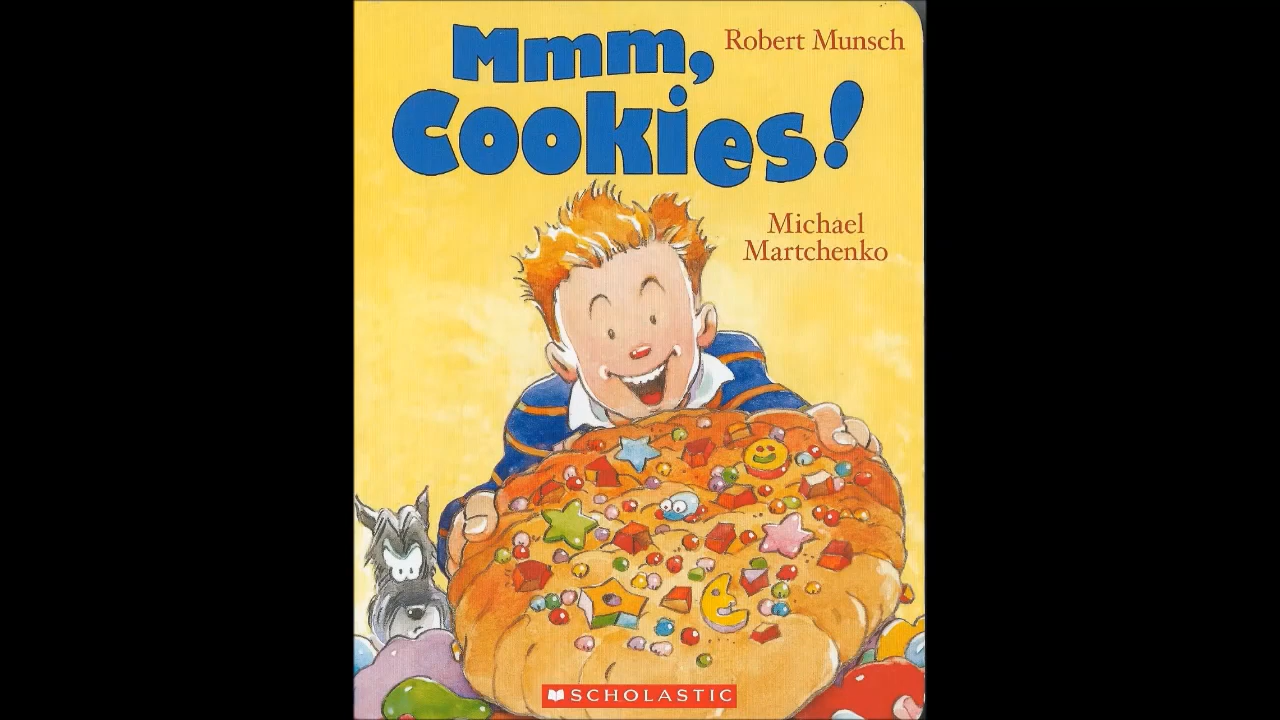 Mmm,
Robert Munsch
Cookies!
Michael
Martchenko
SCHOLASTIC